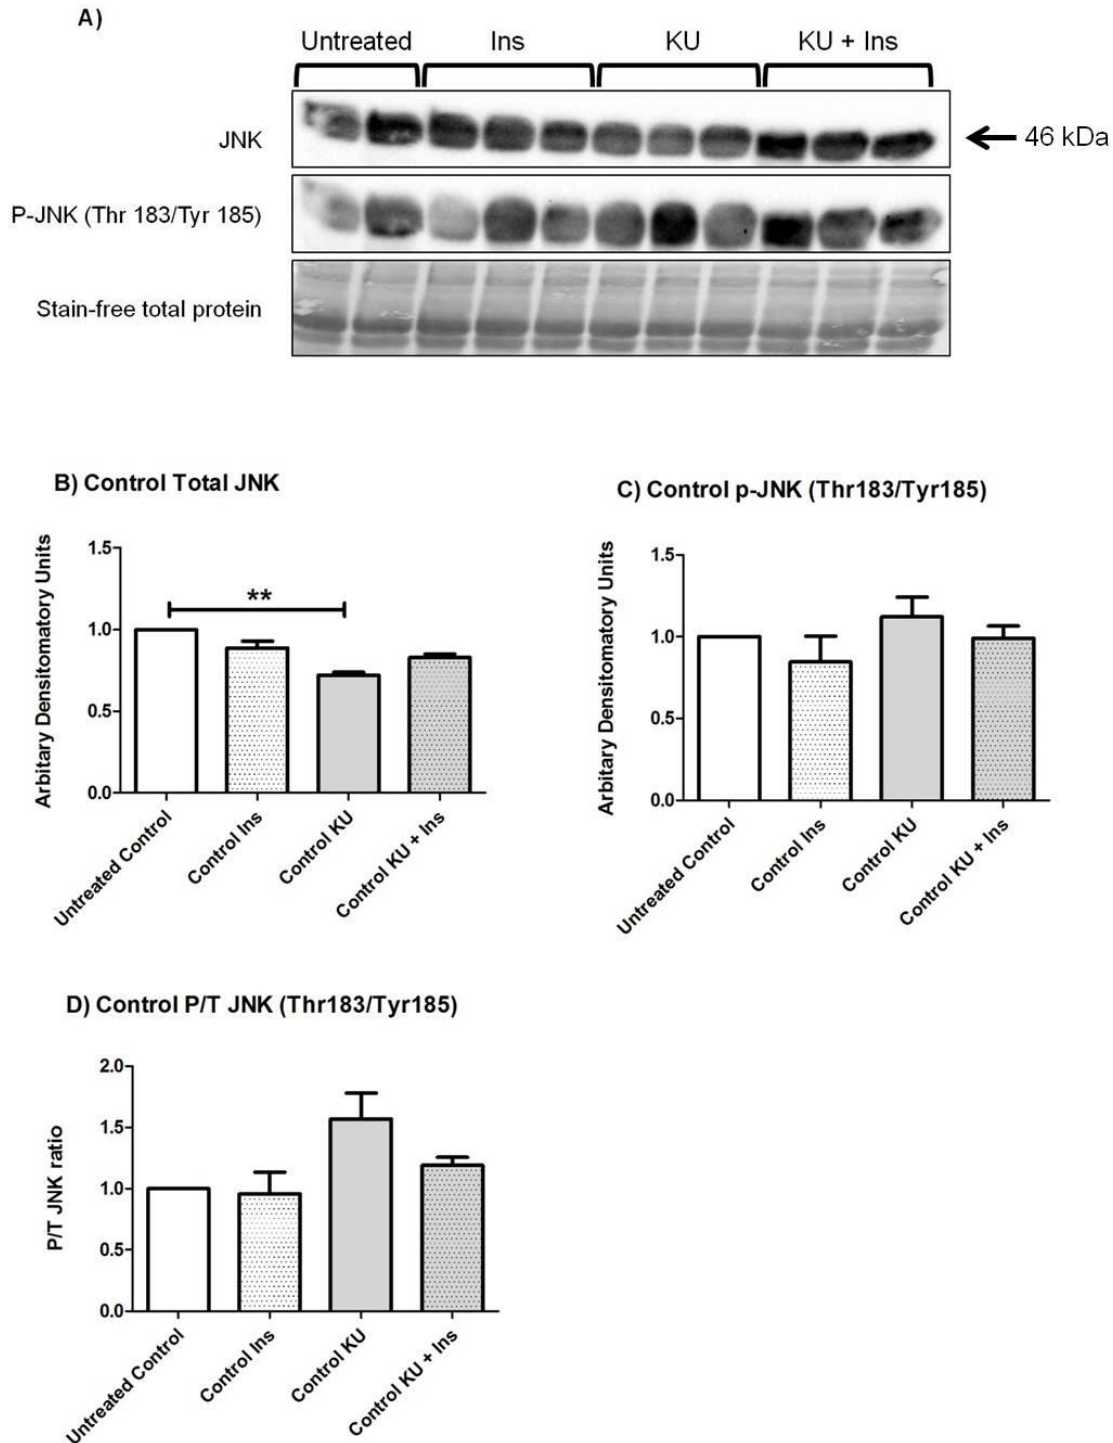 A)
Untreated Ins KU KU + Ins
JNK
46 kDa
P-JNK (Thr 183/Tyr 185)
Stain-free total protein
B) Control Total JNK
Arbitary Densitomatory Units
1.5
1.0
0.5
0.0
**
Untreated Control
Control Ins
Control KU
Control KU + Ins
C) Control p-JNK (Thr183/Tyr185)
Arbitary Densitomatory Units
1.5
1.0
0.5
0.0
Untreated Control
Control Ins
Control KU
Control KU + Ins
D) Control P/T JNK (Thr183/Tyr185)
P/T JNK ratio
2.0
1.5
1.0
0.5
0.0
Untreated Control
Control Ins
Control KU
Control KU + Ins